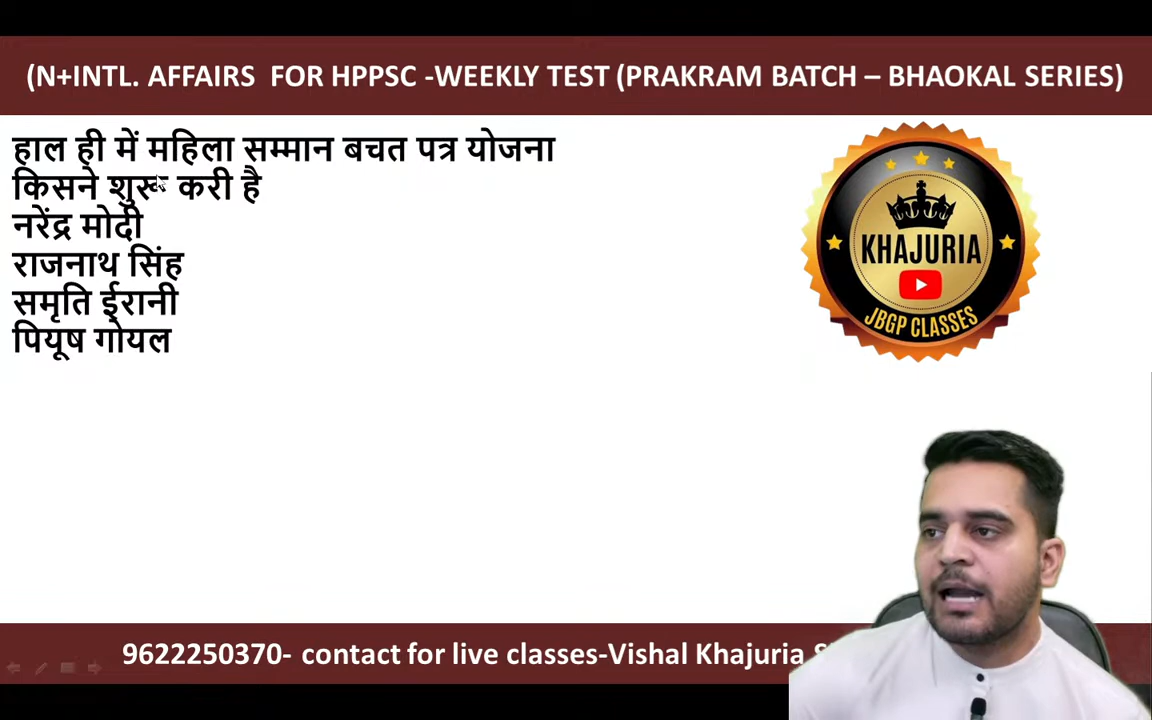 (N+INTL. AFFAIRS FOR HPPSC -WEEKLY TEST (PRAKRAM BATCH – BHAOKAL SERIES)
हाल ही में महिला सम्मान बचत पत्र योजना
किसने शुरू करी है
नरेंद्र मोदी
राजनाथ सिंह
समृति ईरानी
पियूष गोयल
KHAJURIA
JBGP CLASSES
9622250370- contact for live classes-Vishal Khajuria